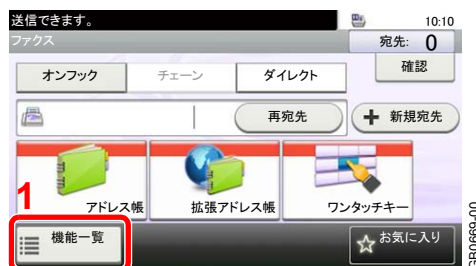 送信できます。
10:10
ファクス
宛先: 0
オンフック
チェーン
ダイレクト
確認
再宛先
+ 新規宛先
アドレス帳
拡張アドレス帳
ワンタッチキー
1
機能一覧
お気に入り